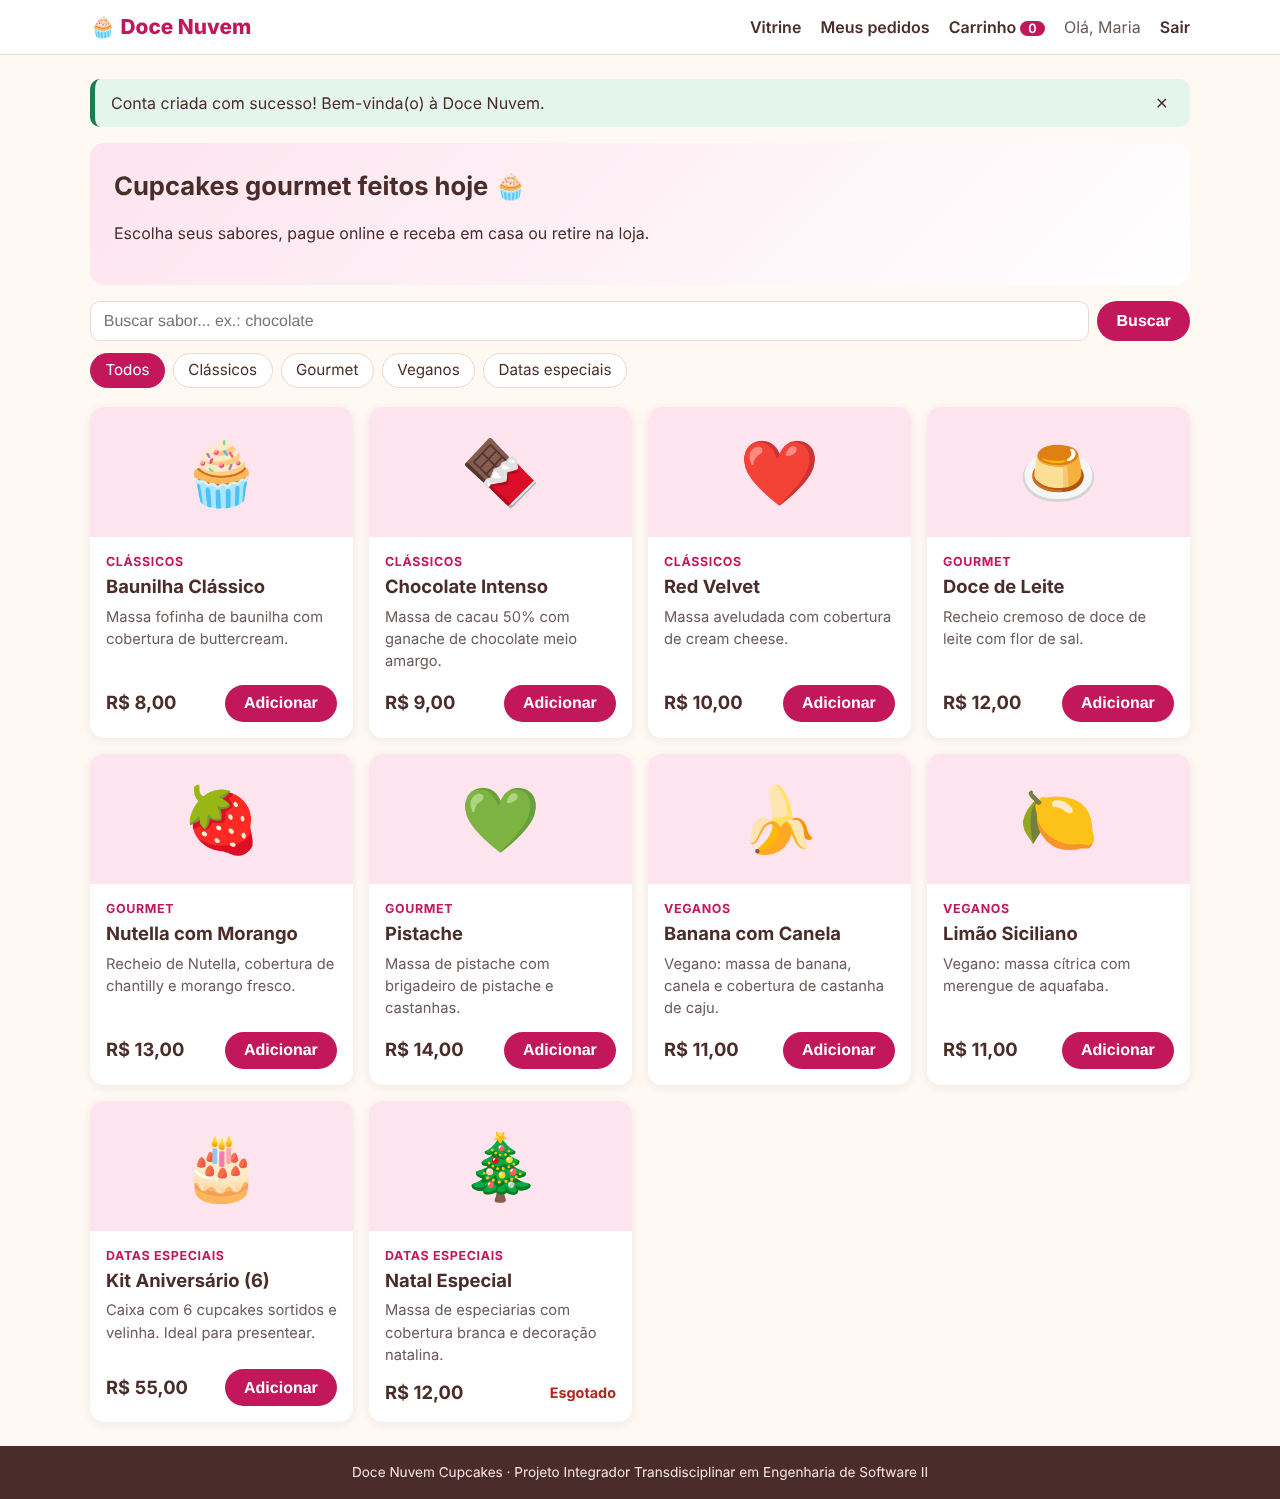 Doce Nuvem
Vitrine Meus pedidos Carrinho 0 Olá, Maria Sair
Conta criada com sucesso! Bem-vinda(o) à Doce Nuvem. ×
Cupcakes gourmet feitos hoje
Escolha seus sabores, pague online e receba em casa ou retire na loja.
Buscar sabor... ex.: chocolate Buscar
Todos Clássicos Gourmet Veganos Datas especiais
CLÁSSICOS
Baunilha Clássico
Massa fofinha de baunilha com
cobertura de buttercream.
R$ 8,00 Adicionar
CLÁSSICOS
Chocolate Intenso
Massa de cacau 50% com
ganache de chocolate meio
amargo.
R$ 9,00 Adicionar
CLÁSSICOS
Red Velvet
Massa aveludada com cobertura
de cream cheese.
R$ 10,00 Adicionar
GOURMET
Doce de Leite
Recheio cremoso de doce de
leite com flor de sal.
R$ 12,00 Adicionar
GOURMET
Nutella com Morango
Recheio de Nutella, cobertura de
chantilly e morango fresco.
R$ 13,00 Adicionar
GOURMET
Pistache
Massa de pistache com
brigadeiro de pistache e
castanhas.
R$ 14,00 Adicionar
VEGANOS
Banana com Canela
Vegano: massa de banana,
canela e cobertura de castanha
de caju.
R$ 11,00 Adicionar
VEGANOS
Limão Siciliano
Vegano: massa cítrica com
merengue de aquafaba.
R$ 11,00 Adicionar
DATAS ESPECIAIS
Kit Aniversário (6)
Caixa com 6 cupcakes sortidos e
velinha. Ideal para presentear.
R$ 55,00 Adicionar
DATAS ESPECIAIS
Natal Especial
Massa de especiarias com
cobertura branca e decoração
natalina.
R$ 12,00 Esgotado
Doce Nuvem Cupcakes · Projeto Integrador Transdisciplinar em Engenharia de Software II